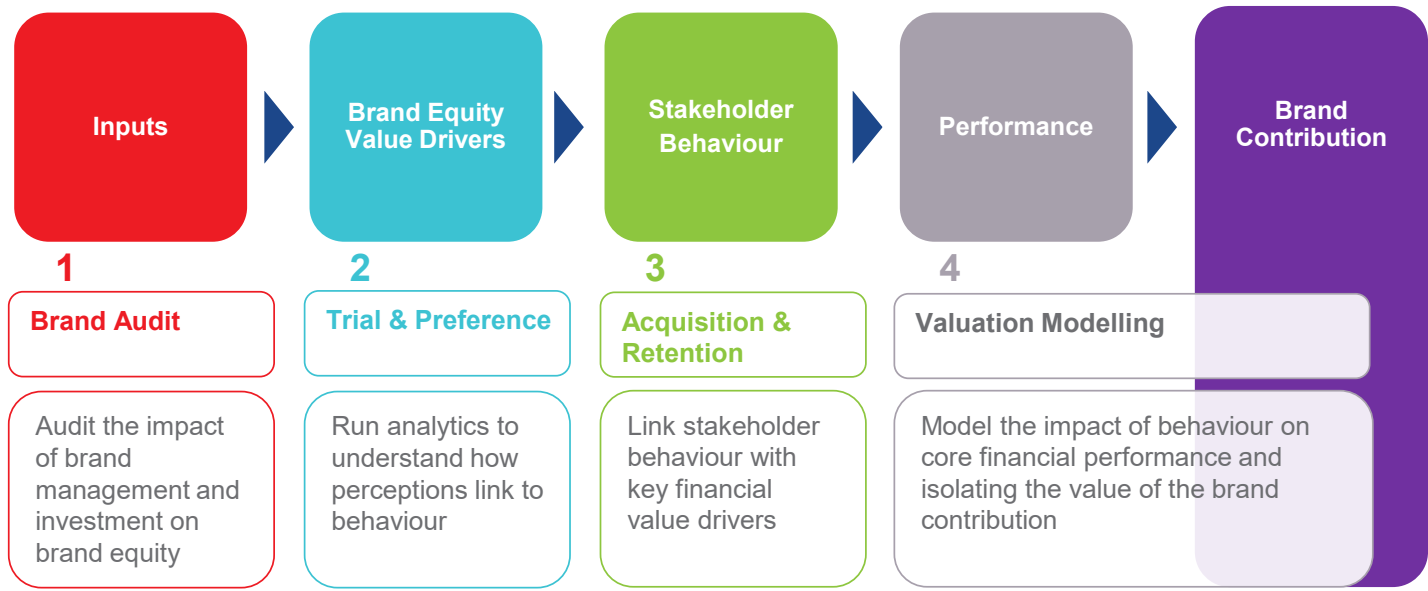 Inputs
Brand Equity
Value Drivers
Stakeholder
Behaviour
Performance
Brand
Contribution
1
Brand Audit
Audit the impact
of brand
management and
investment on
brand equity
2
Trial & Preference
Run analytics to
understand how
perceptions link to
behaviour
3
Acquisition &
Retention
Link stakeholder
behaviour with
key financial
value drivers
4
Valuation Modelling
Model the impact of behaviour on
core financial performance and
isolating the value of the brand
contribution